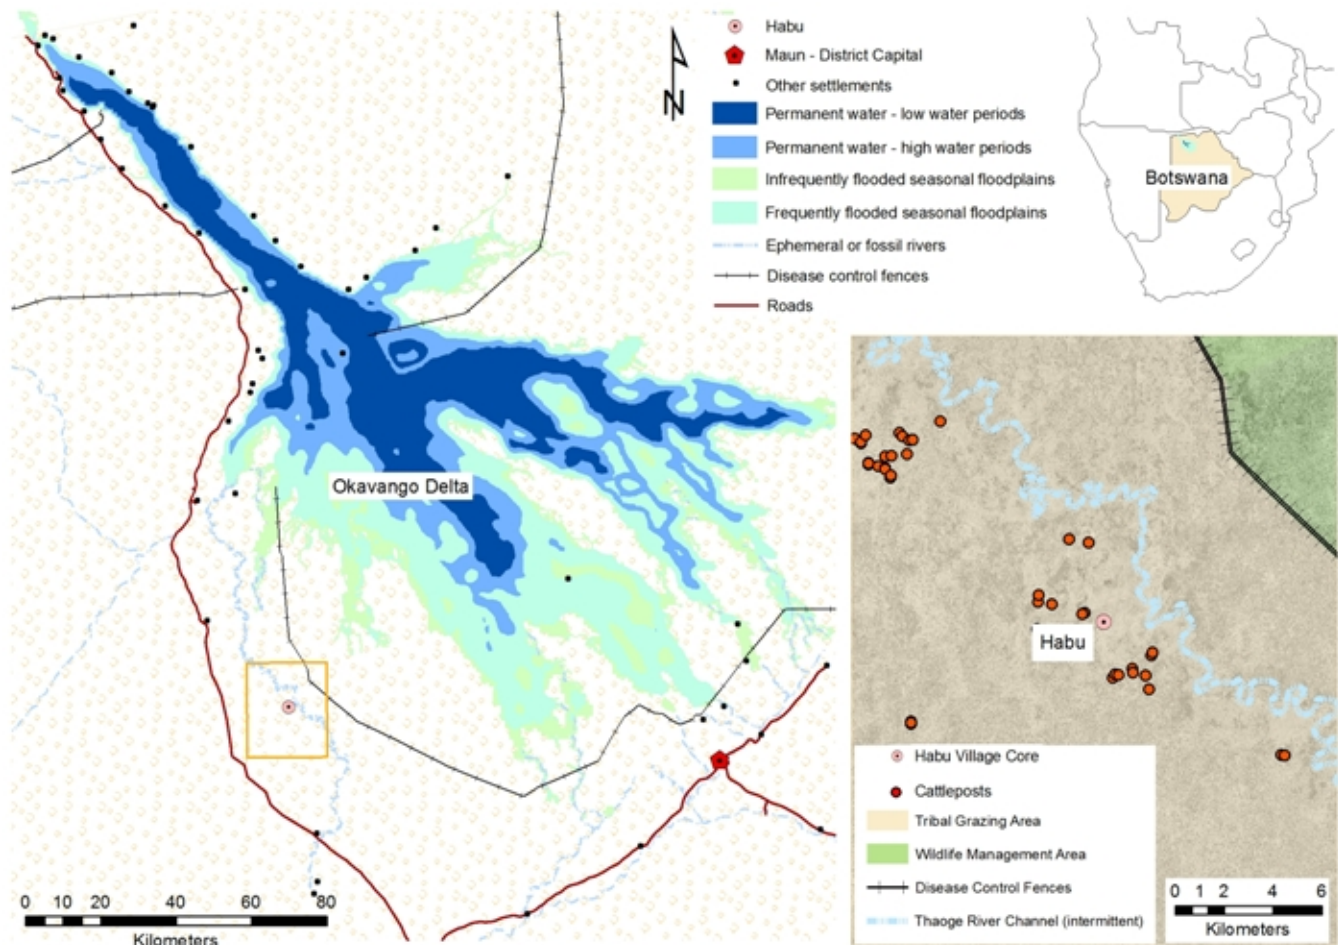 Habu
Maun - District Capital
Other settlements
Permanent water - low water periods
Permanent water - high water periods
Infrequently flooded seasonal floodplains
Frequently flooded seasonal floodplains
Ephemeral or fossil rivers
Disease control fences
Roads
N
Botswana
Okavango Delta
0 10 20 40 60 80
Kilometers
Habu
Habu Village Core
Cattleposts
Tribal Grazing Area
Wildlife Management Area
Disease Control Fences
Thaoge River Channel (intermittent)
0 1 2 4 6
Kilometers